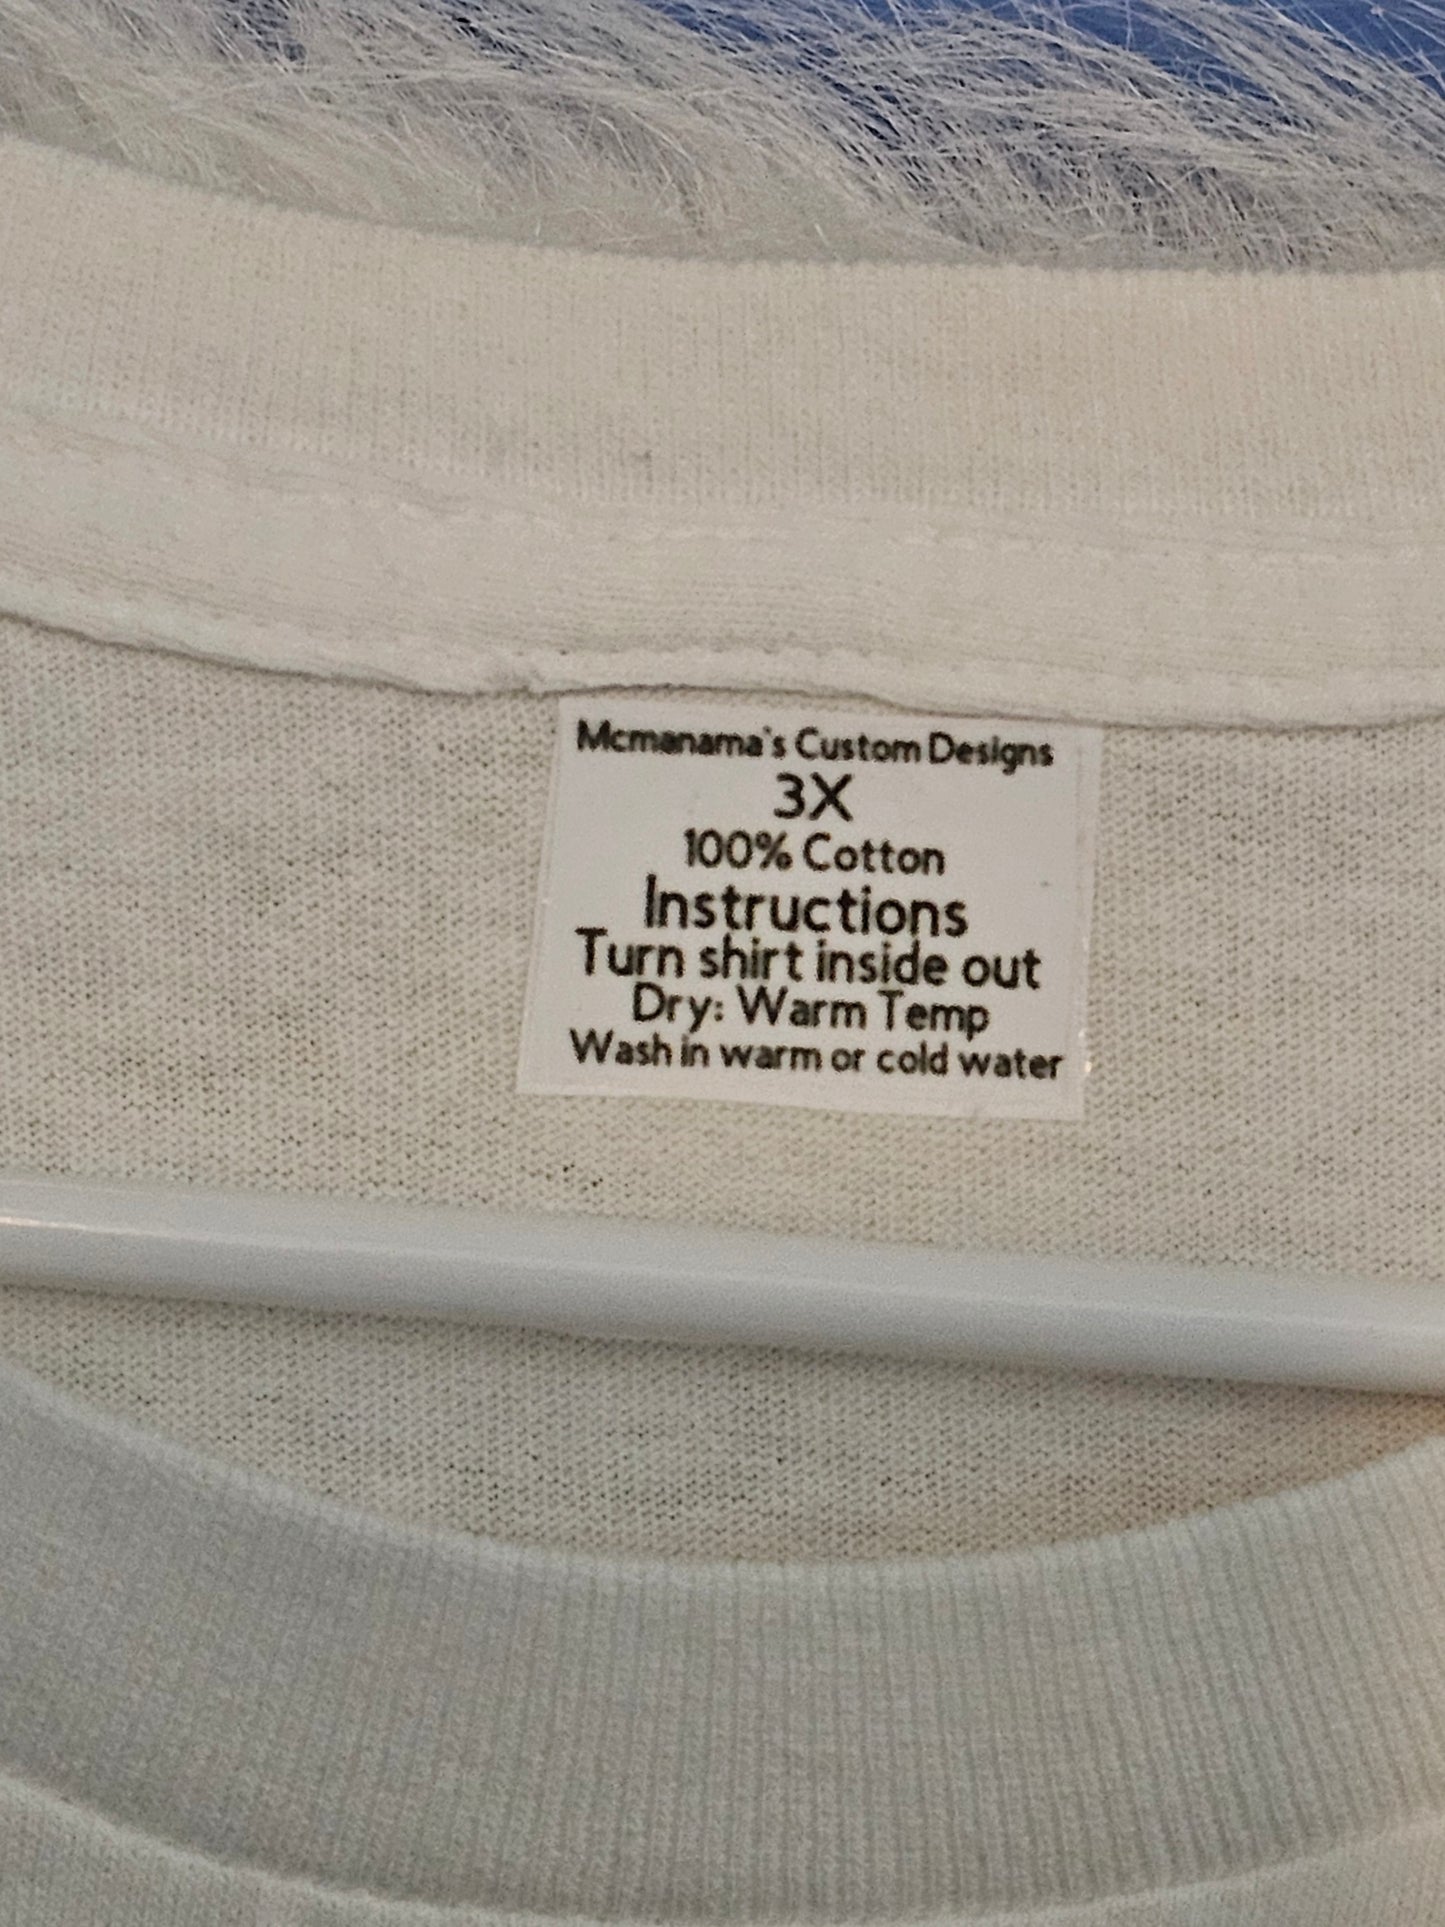 Mcmanama's Custom Designs
3X
100% Cotton
Instructions
Turn shirt inside out
Dry: Warm Temp
Wash in warm or cold water